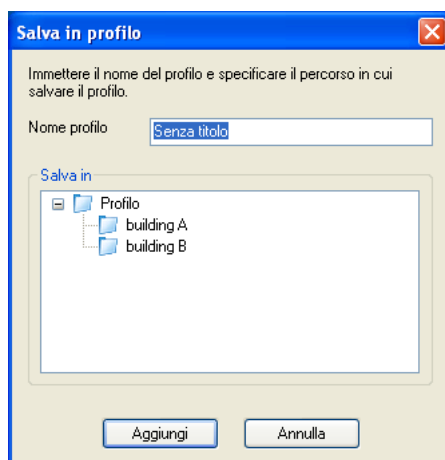 Salva in profilo
Immettere il nome del profilo e specificare il percorso in cui
salvare il profilo.
Nome profilo
Senza titolo
Salva in
Profilo
building A
building B
Aggiungi
Annulla